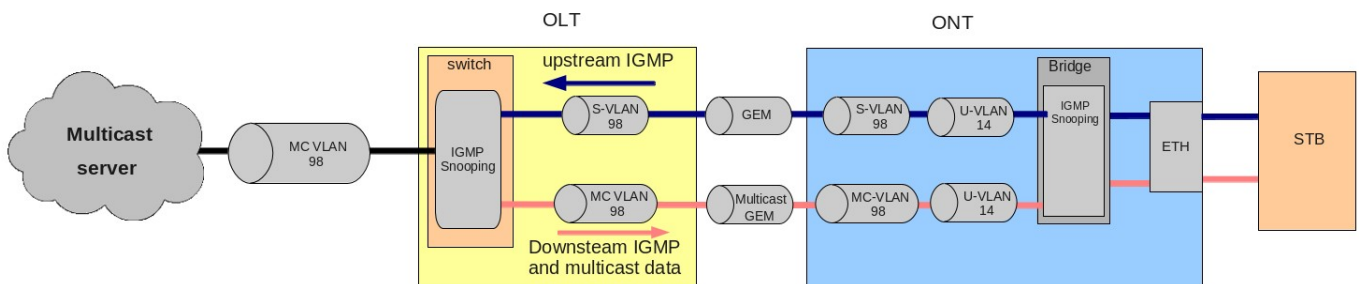 OLT
ONT
switch
upstream IGMP
Bridge
Multicast
server
MC VLAN
98
IGMP
Snooping
S-VLAN
98
GEM
S-VLAN
98
U-VLAN
14
IGMP
Snooping
ETH
STB
MC VLAN
98
Multicast
GEM
MC-VLAN
98
U-VLAN
14
Downsteam IGMP
and multicast data